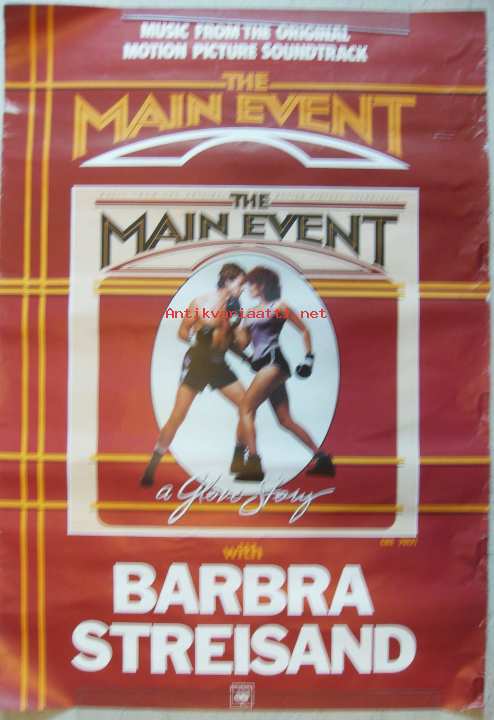 MUSIC FROM THE ORIGINAL
MOTION PICTURE SOUNDTRACK
THE
MAIN EVENT
THE
MAIN EVENT
Antikvariaatti.net
a Glove Story
with
BARBRA
STREISAND